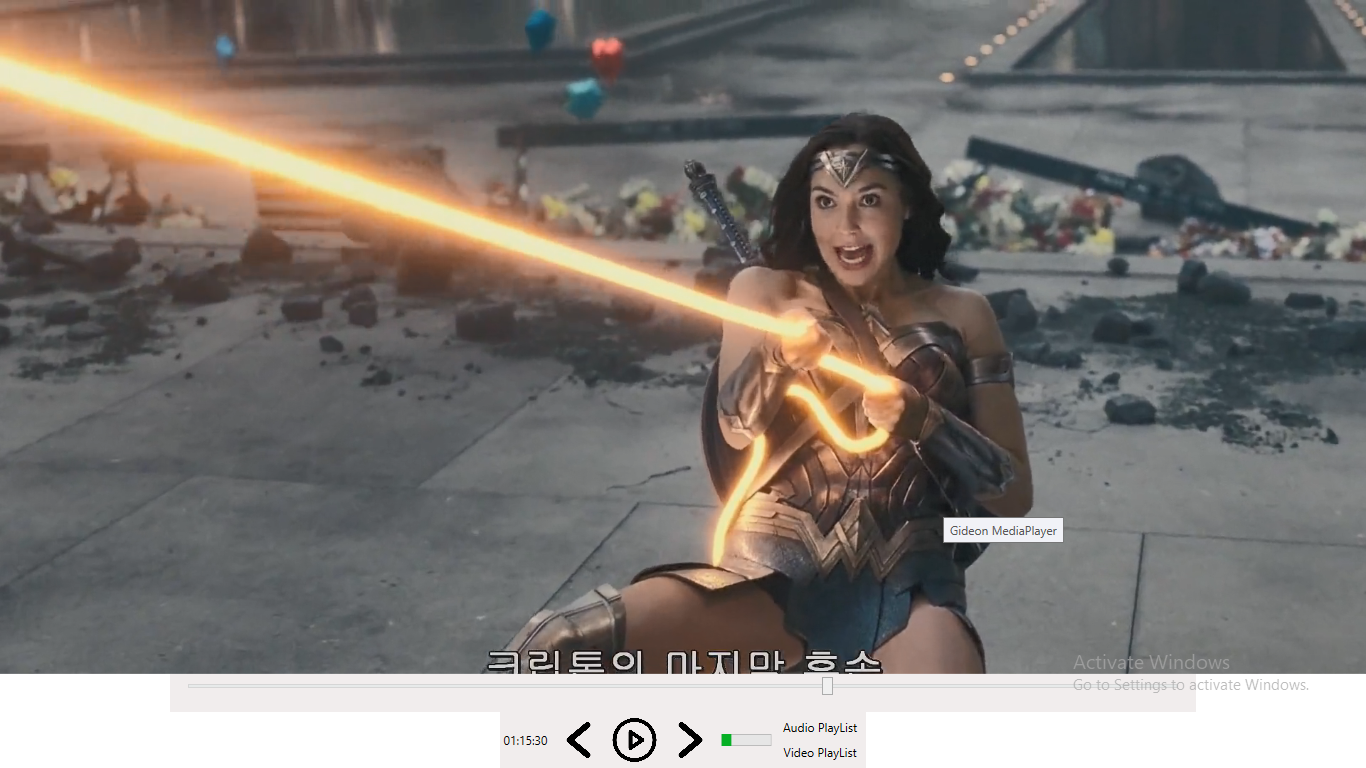 Gideon MediaPlayer
크립톤의 마지막 후손
Activate Windows
Go to Settings to activate Windows.
01:15:30
Audio PlayList
Video PlayList